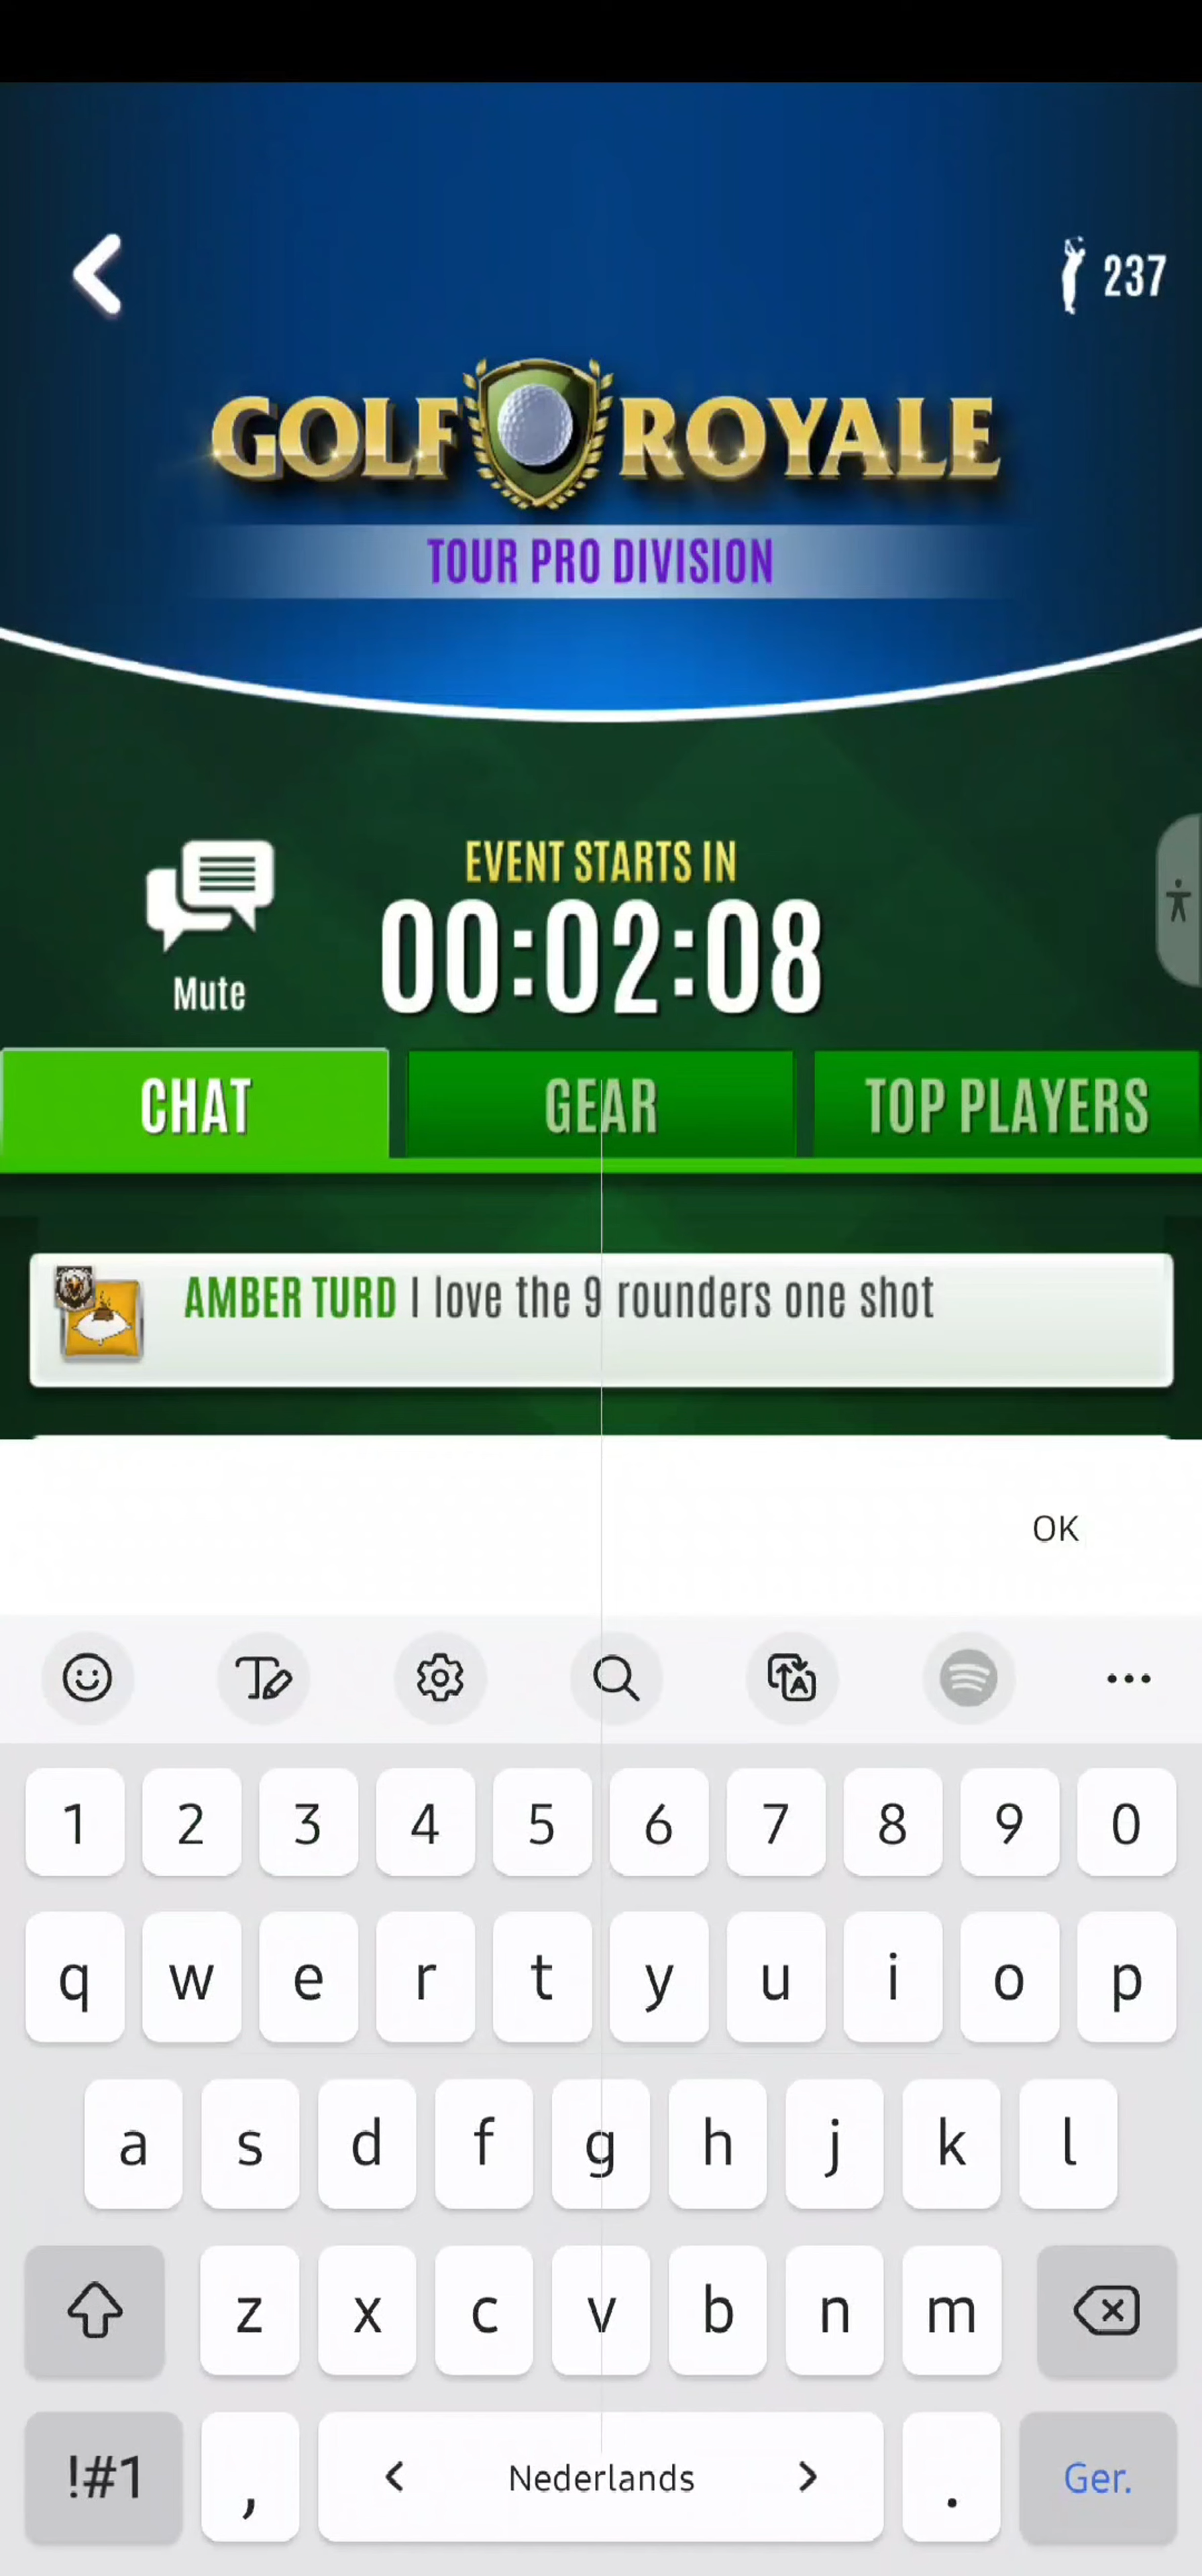 237
GOLF ROYALE
TOUR PRO DIVISION
EVENT STARTS IN
00:02:08
Mute
CHAT GEAR TOP PLAYERS
AMBER TURD I love the 9 rounders one shot
OK
1 2 3 4 5 6 7 8 9 0
q w e r t y u i o p
a s d f g h j k l
z x c v b n m
!#1 , < Nederlands > . Ger.